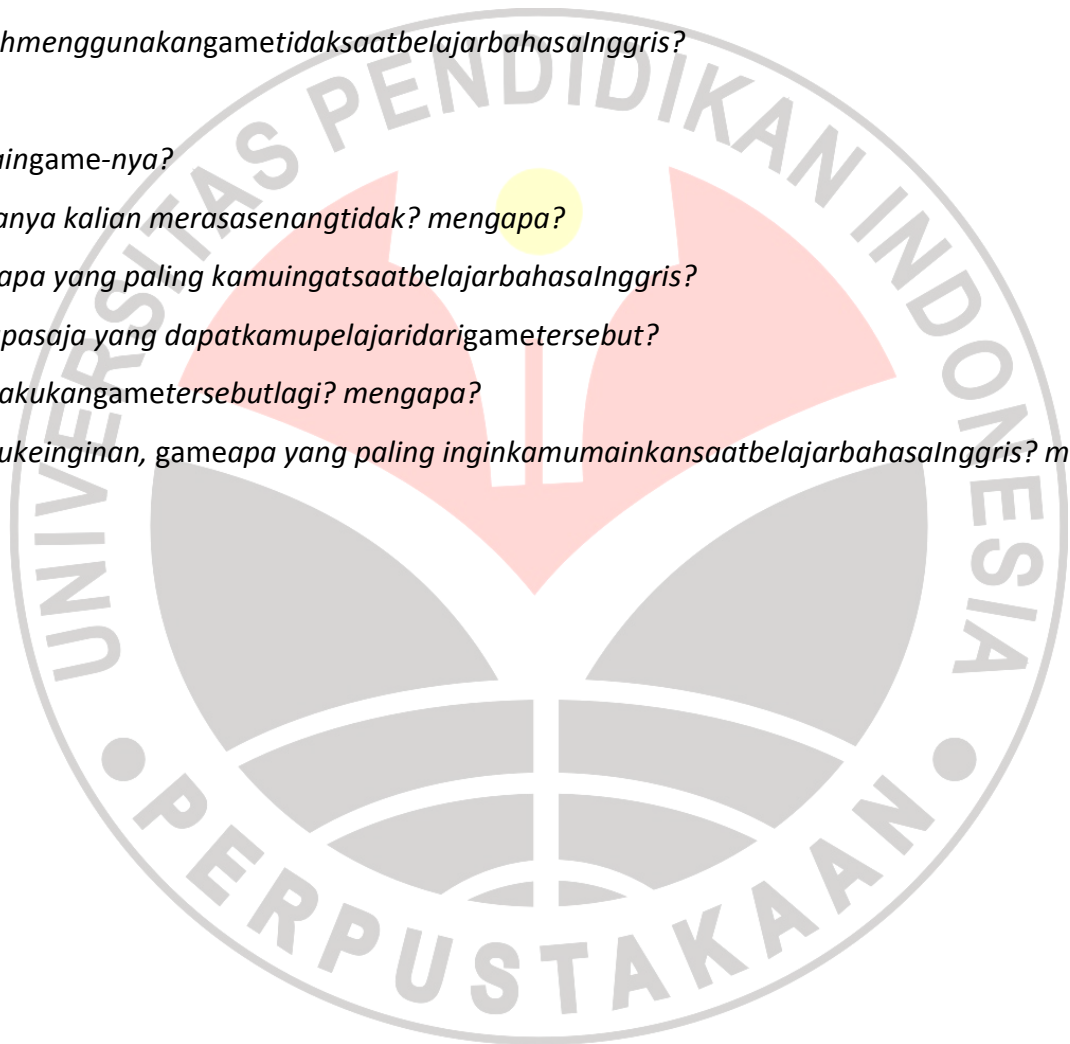 hmenggunakangametidaksaatbelajarbahasaInggris?
aingame-nya?
anya kalian merasasenangtidak? mengapa?
apa yang paling kamuingatsaatbelajarbahasaInggris?
pasaja yang dapatkamupelajaridarigametersebut?
akukangametersebutlagi? mengapa?
ukeinginan, gameapa yang paling inginkamumainkansaatbelajarbahasaInggris? m
UNIVERSITAS PENDIDIKAN INDONESIA
PERPUSTAKAAN